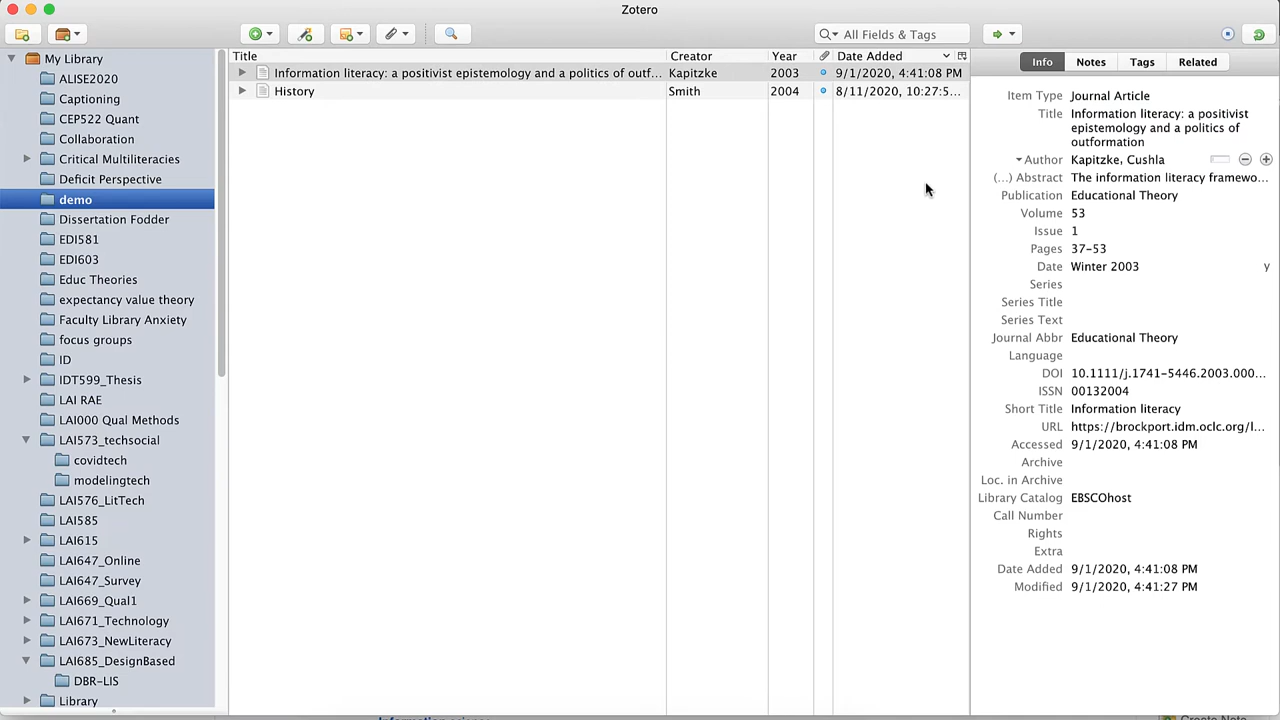 Zotero
All Fields & Tags
My Library
ALISE2020
Captioning
CEP522 Quant
Collaboration
Critical Multiliteracies
Deficit Perspective
demo
Dissertation Fodder
EDI581
EDI603
Educ Theories
expectancy value theory
Faculty Library Anxiety
focus groups
ID
IDT599_Thesis
LAI RAE
LAI000 Qual Methods
LAI573_techsocial
covidtech
modelingtech
LAI576_LitTech
LAI585
LAI615
LAI647_Online
LAI647_Survey
LAI669_Qual1
LAI671_Technology
LAI673_NewLiteracy
LAI685_DesignBased
DBR-LIS
Library
Title Creator Year Date Added
Information literacy: a positivist epistemology and a politics of outf... Kapitzke 2003 9/1/2020, 4:41:08 PM
History Smith 2004 8/11/2020, 10:27:5...
Info Notes Tags Related
Item Type Journal Article
Title Information literacy: a positivist
epistemology and a politics of
outformation
Author Kapitzke, Cushla
(...) Abstract The information literacy framewo...
Publication Educational Theory
Volume 53
Issue 1
Pages 37–53
Date Winter 2003 y
Series
Series Title
Series Text
Journal Abbr Educational Theory
Language
DOI 10.1111/j.1741-5446.2003.000...
ISSN 00132004
Short Title Information literacy
URL https://brockport.idm.oclc.org/l...
Accessed 9/1/2020, 4:41:08 PM
Archive
Loc. in Archive
Library Catalog EBSCOhost
Call Number
Rights
Extra
Date Added 9/1/2020, 4:41:08 PM
Modified 9/1/2020, 4:41:27 PM